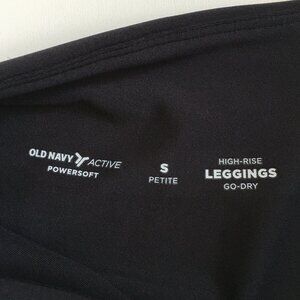 OLD NAVY ACTIVE
POWERSOFT
S
PETITE
HIGH-RISE
LEGGINGS
GO-DRY